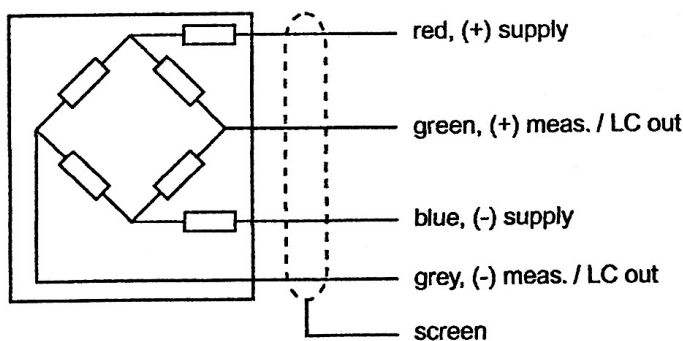 red, (+) supply
green, (+) meas. / LC out
blue, (-) supply
grey, (-) meas. / LC out
screen